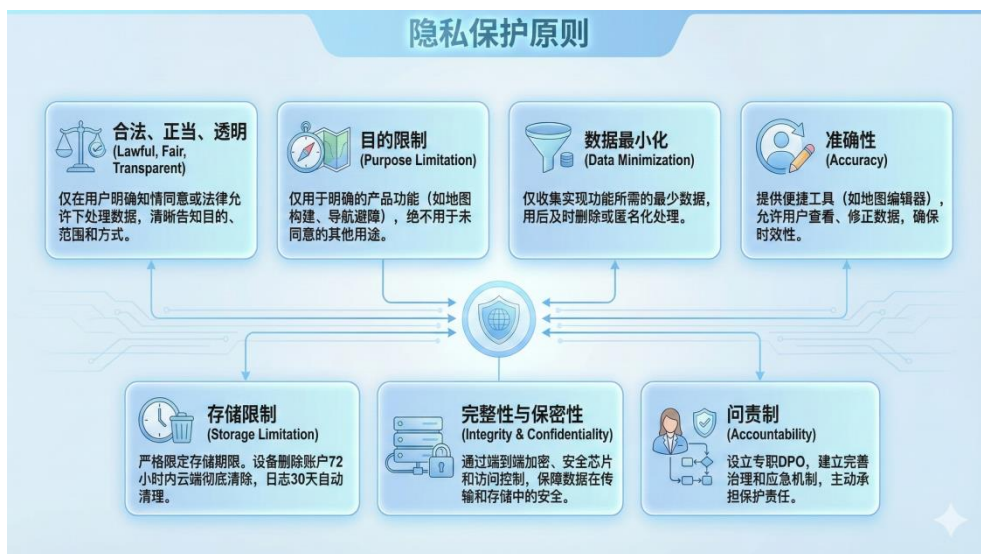 隐私保护原则
合法、正当、透明
(Lawful, Fair,
Transparent)
仅在用户明确知情同意或法律允
许下处理数据，清晰告知目的、
范围和方式。
目的限制
(Purpose Limitation)
仅用于明确的产品功能（如地图
构建、导航避障），绝不用于未
同意的其他用途。
数据最小化
(Data Minimization)
仅收集实现功能所需的最少数据，
用后及时删除或匿名化处理。
准确性
(Accuracy)
提供便捷工具（如地图编辑器），
允许用户查看、修正数据，确保
时效性。
存储限制
(Storage Limitation)
严格限定存储期限。设备删除账户72
小时内云端彻底清除，日志30天自动
清理。
完整性与保密性
(Integrity & Confidentiality)
通过端到端加密、安全芯片
和访问控制，保障数据在传
输和存储中的安全。
问责制
(Accountability)
设立专职DPO，建立完善
治理和应急机制，主动承
担保护责任。